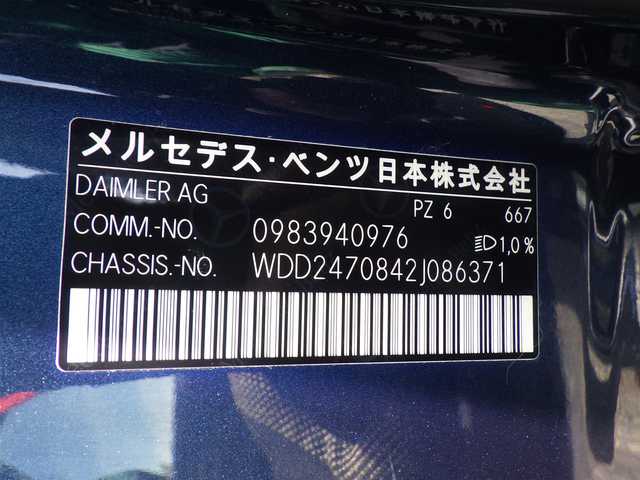 メルセデス・ベンツ日本株式会社
DAIMLER AG
PZ 6 667
COMM.-NO. 0983940976 1,0%
CHASSIS.-NO. WDD2470842J086371